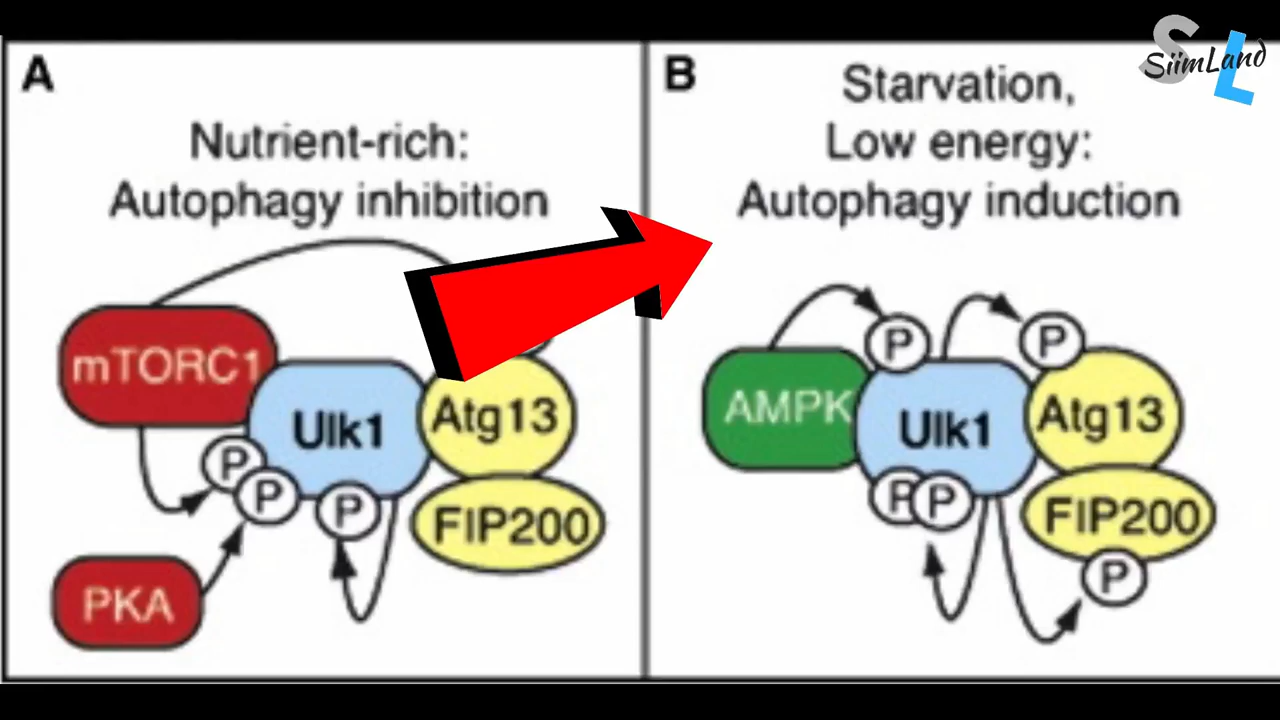 A
Nutrient-rich:
Autophagy inhibition
mTORC1
Ulk1
Atg13
P
P
P
FIP200
PKA
B
Starvation,
Low energy:
Autophagy induction
P
P
AMPK
Ulk1
Atg13
P
P
FIP200
P
SL
SiimLand